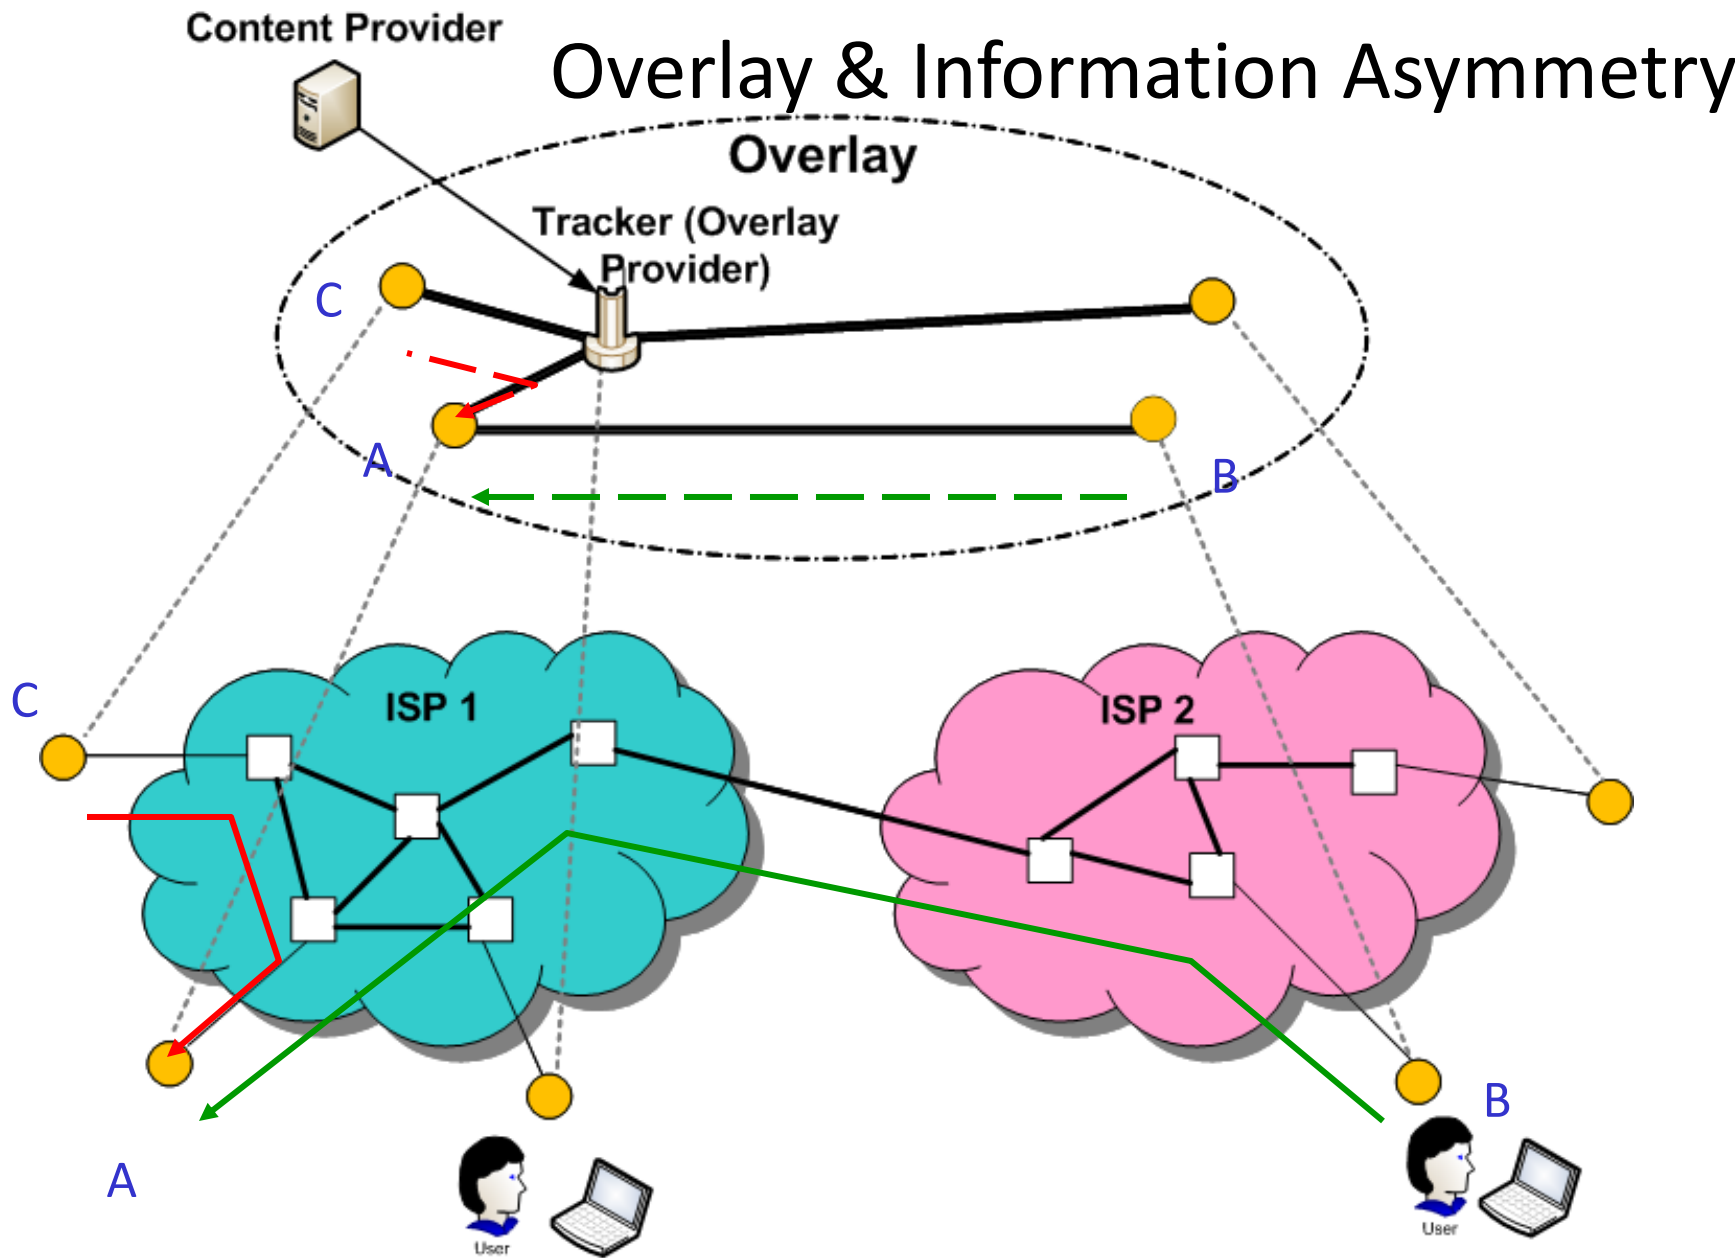 Content Provider
Overlay & Information Asymmetry
Overlay
Tracker (Overlay
Provider)
C
A
B
ISP 1
ISP 2
C
B
A
User
User